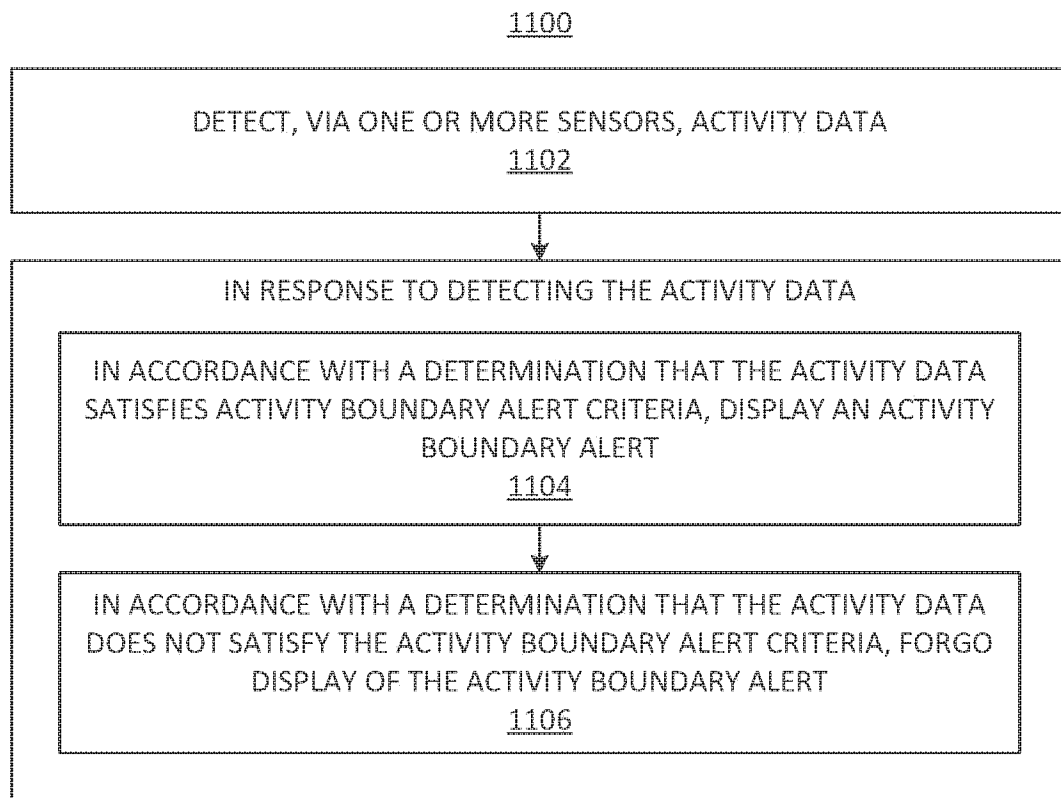 1100
DETECT, VIA ONE OR MORE SENSORS, ACTIVITY DATA
1102
IN RESPONSE TO DETECTING THE ACTIVITY DATA
IN ACCORDANCE WITH A DETERMINATION THAT THE ACTIVITY DATA
SATISFIES ACTIVITY BOUNDARY ALERT CRITERIA, DISPLAY AN ACTIVITY
BOUNDARY ALERT
1104
IN ACCORDANCE WITH A DETERMINATION THAT THE ACTIVITY DATA
DOES NOT SATISFY THE ACTIVITY BOUNDARY ALERT CRITERIA, FORGO
DISPLAY OF THE ACTIVITY BOUNDARY ALERT
1106